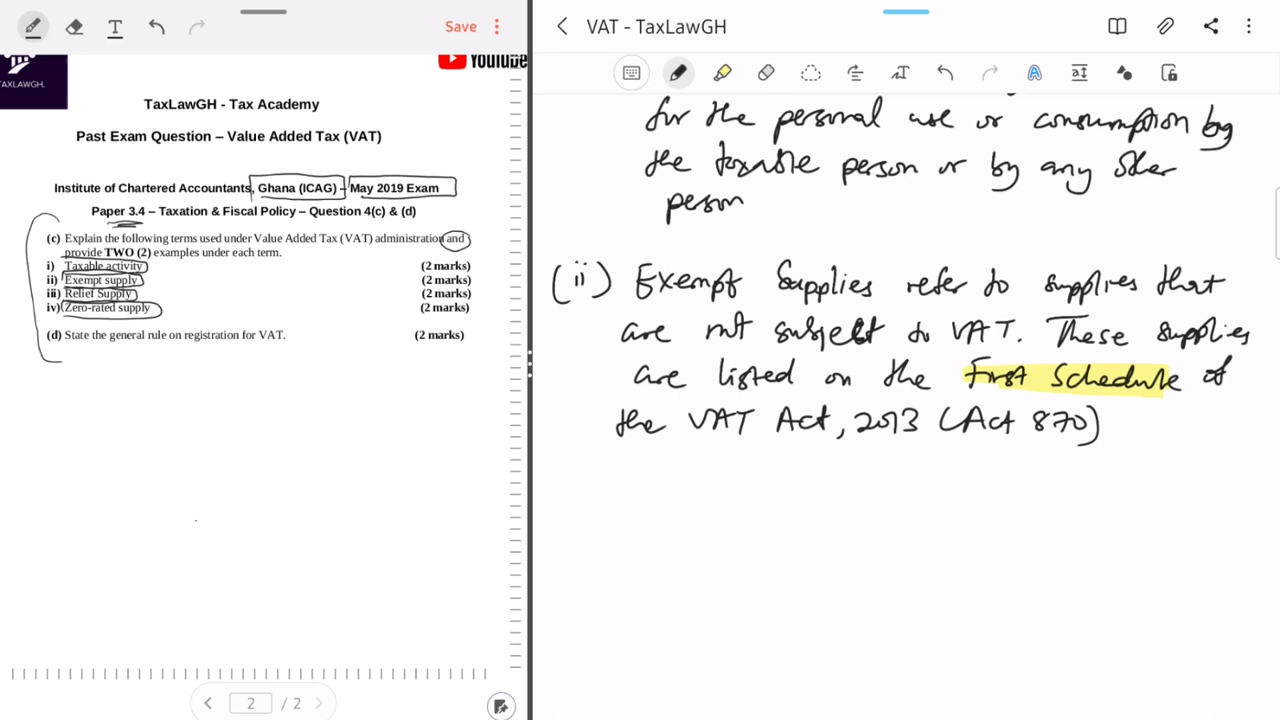 Save
TAXLAWGH.
YouTube
TaxLawGH - Tax Academy
Past Exam Question – Value Added Tax (VAT)
Institute of Chartered Accountants, Ghana (ICAG) – May 2019 Exam
Paper 3.4 – Taxation & Fiscal Policy – Question 4(c) & (d)
(c) Explain the following terms used under Value Added Tax (VAT) administration and
provide TWO (2) examples under each term.
i) Taxable activity (2 marks)
ii) Exempt supply (2 marks)
iii) Relief Supply (2 marks)
iv) Zero-rated supply (2 marks)
(d) State the general rule on registration for VAT. (2 marks)
2 / 2
VAT - TaxLawGH
for the personal use or consumption by
the taxable person or by any other
person
(ii) Exempt Supplies refer to supplies that
are not subject to VAT. These supplies
are listed on the First Schedule of
the VAT Act, 2013 (Act 870)